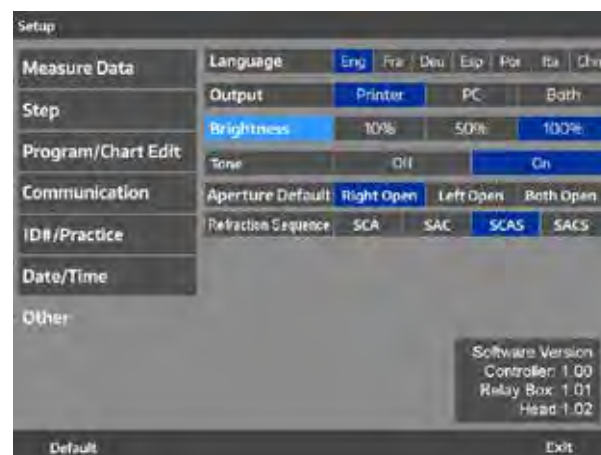 Setup
Measure Data
Step
Program/Chart Edit
Communication
ID#/Practice
Date/Time
Other
Language Eng Fra Deu Esp Por Ita Chn
Output Printer PC Both
Brightness 10% 50% 100%
Tone Off On
Aperture Default Right Open Left Open Both Open
Refraction Sequence SCA SAC SCAS SACS
Software Version
Controller: 1.00
Relay Box: 1.01
Head 1.02
Default Exit